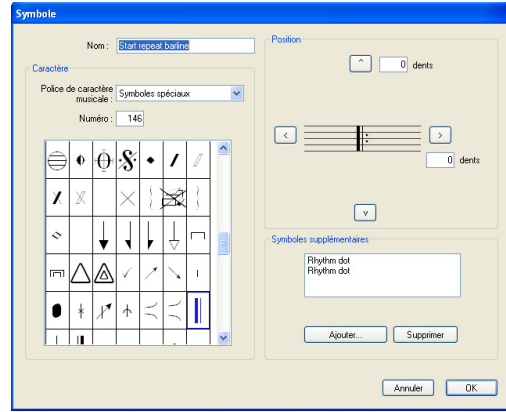 Symbole
Nom : Start repeat barline
Caractère
Police de caractère
musicale : Symboles spéciaux
Numéro : 146
Position
^ 0 dents
< >
0 dents
v
Symboles supplémentaires
Rhythm dot
Rhythm dot
Ajouter... Supprimer
Annuler OK